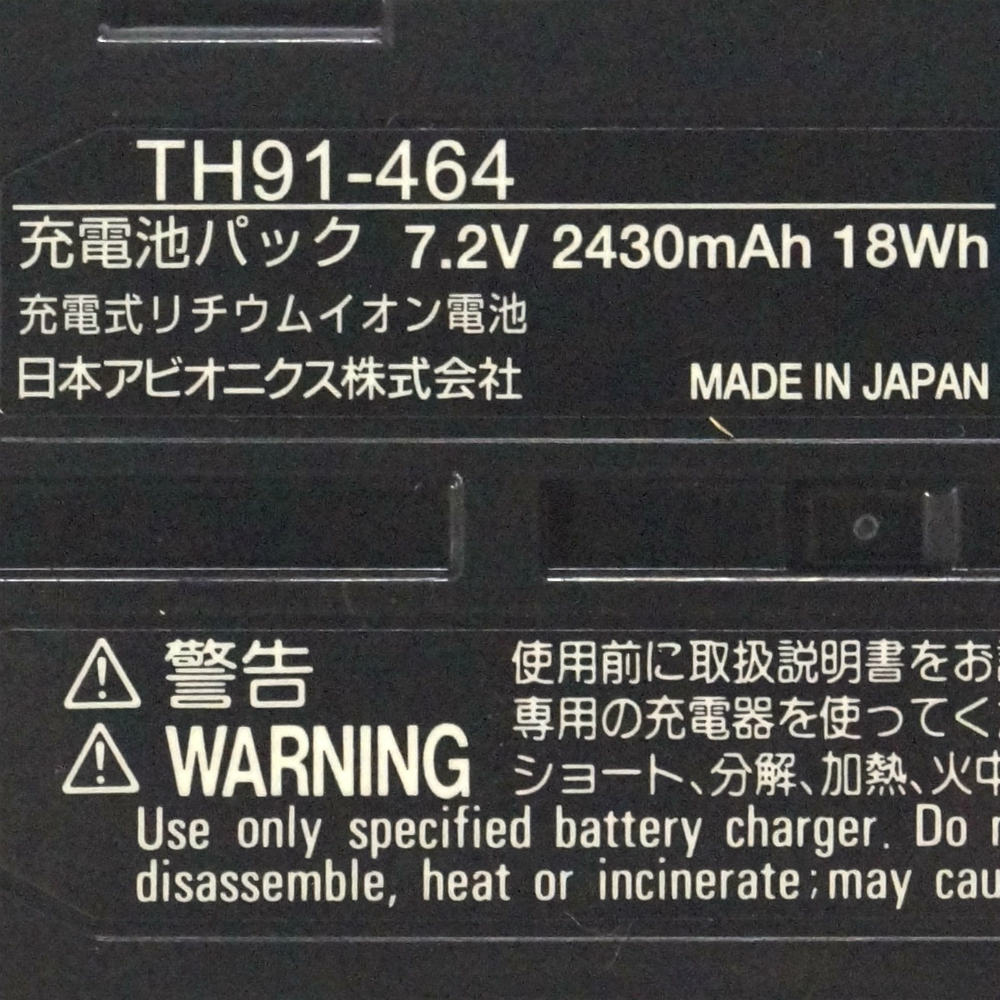 TH91-464
充電池パック 7.2V 2430mAh 18Wh
充電式リチウムイオン電池
日本アビオニクス株式会社 MADE IN JAPAN
警告
WARNING
使用前に取扱説明書をお
専用の充電器を使ってく
ショート、分解、加熱、火中
Use only specified battery charger. Do
disassemble, heat or incinerate;may cau